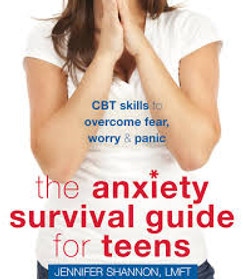 CBT skills to
overcome fear,
worry & panic
the anxiety
survival guide
for teens
JENNIFER SHANNON, LMFT